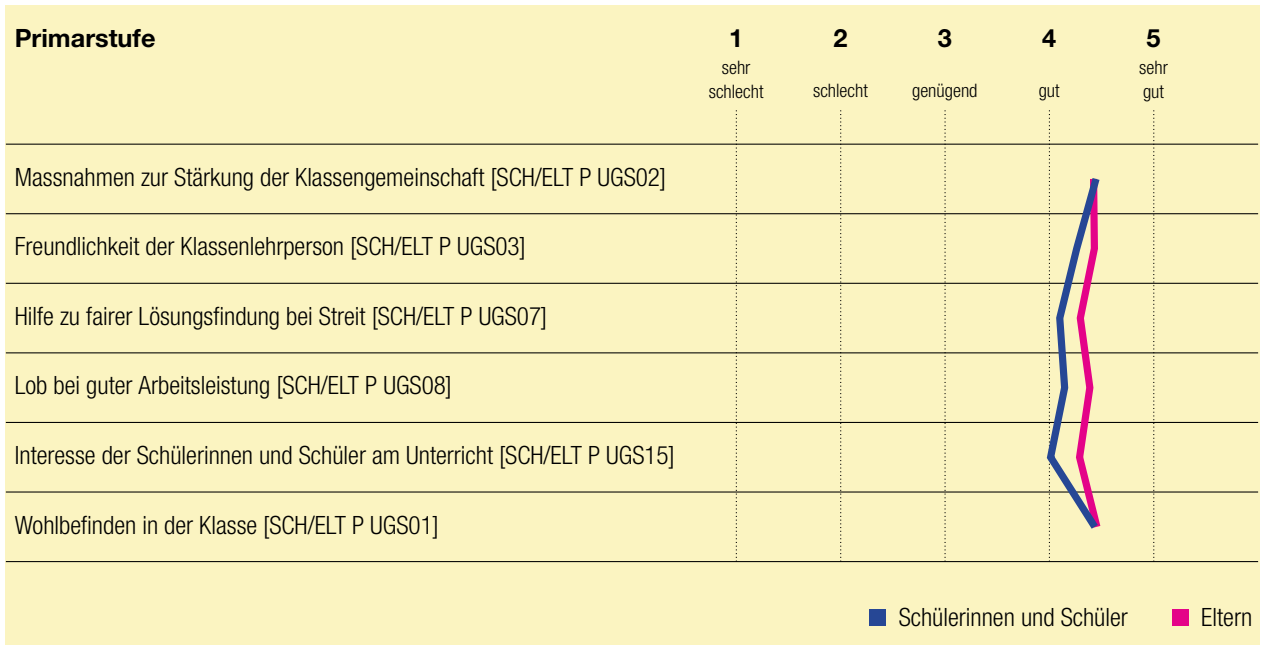 Primarstufe 1 2 3 4 5
sehr schlecht schlecht genügend gut sehr gut
Massnahmen zur Stärkung der Klassengemeinschaft [SCH/ELT P UGS02]
Freundlichkeit der Klassenlehrperson [SCH/ELT P UGS03]
Hilfe zu fairer Lösungsfindung bei Streit [SCH/ELT P UGS07]
Lob bei guter Arbeitsleistung [SCH/ELT P UGS08]
Interesse der Schülerinnen und Schüler am Unterricht [SCH/ELT P UGS15]
Wohlbefinden in der Klasse [SCH/ELT P UGS01]
Schülerinnen und Schüler Eltern